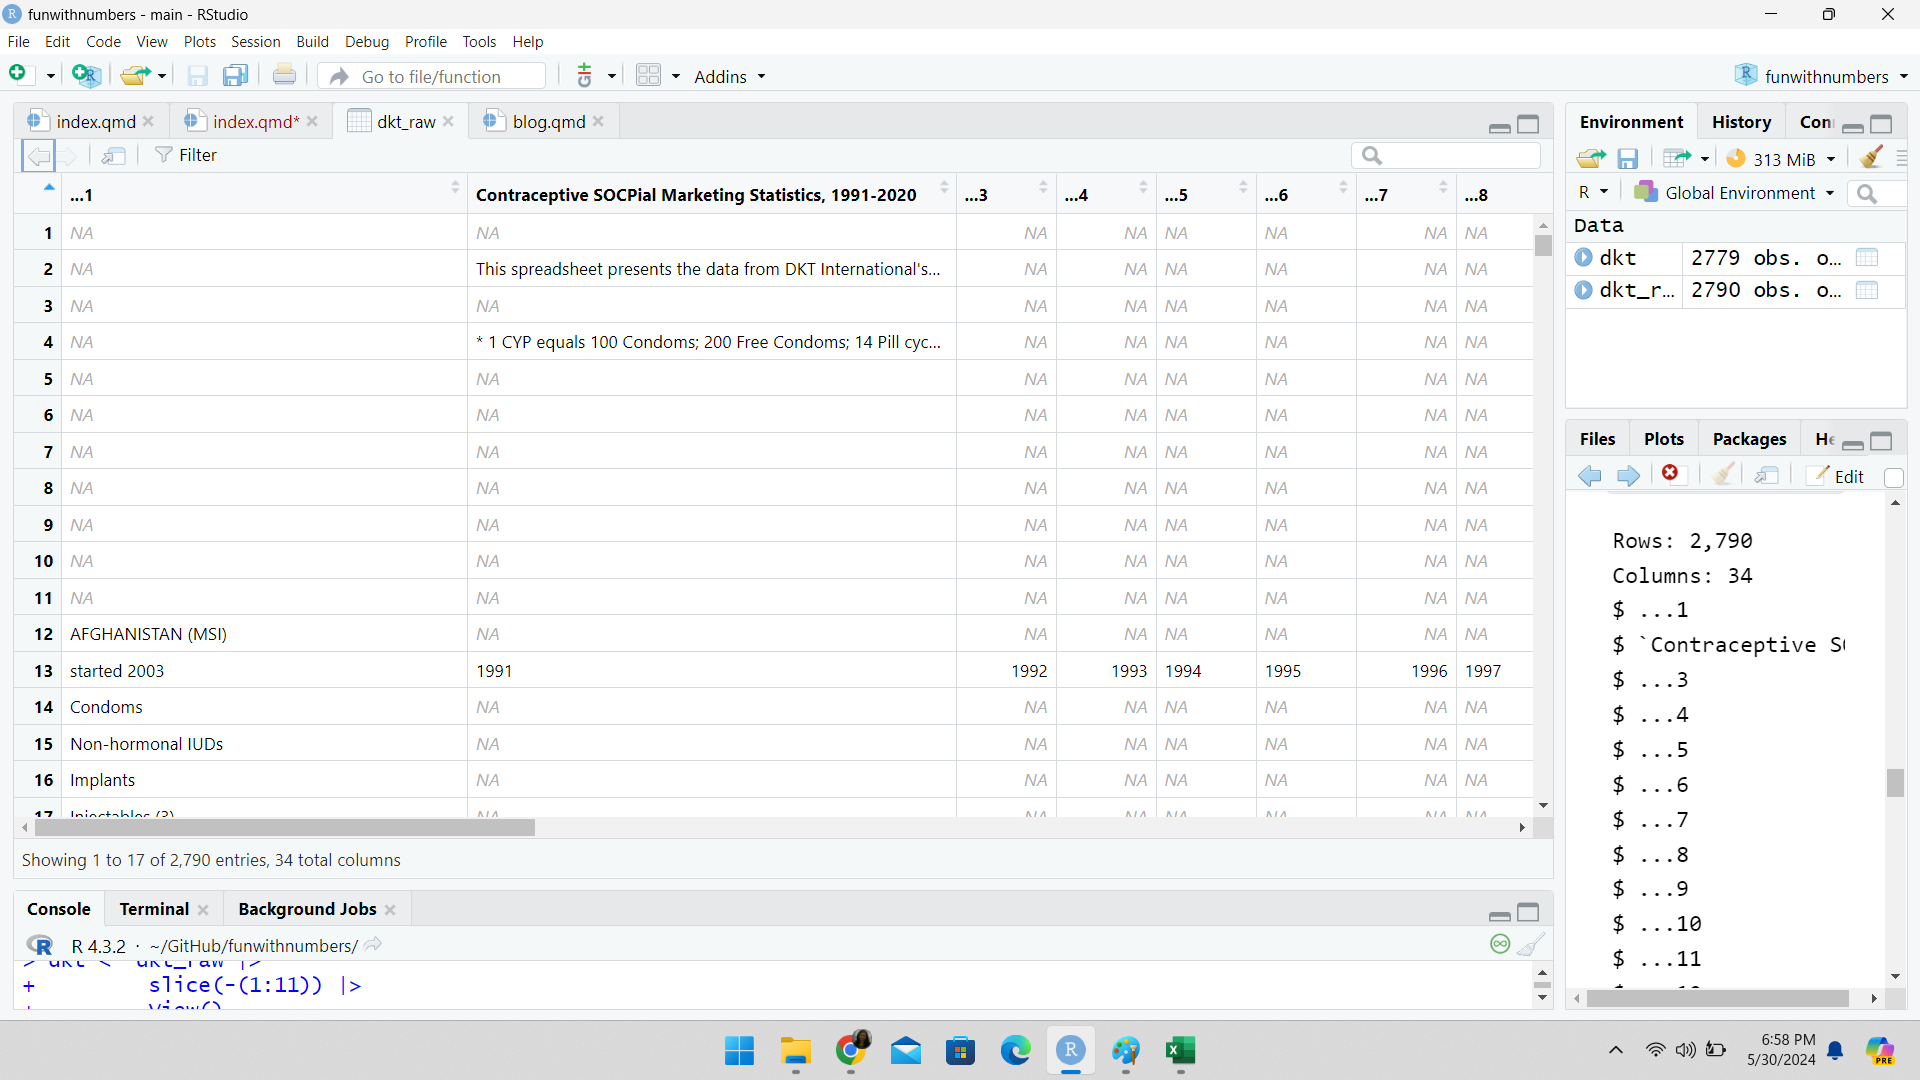 funwithnumbers - main - RStudio
File Edit Code View Plots Session Build Debug Profile Tools Help
Go to file/function Addins funwithnumbers
index.qmd index.qmd* dkt_raw blog.qmd
Filter
...1 Contraceptive SOCPial Marketing Statistics, 1991-2020 ...3 ...4 ...5 ...6 ...7 ...8
1 NA NA NA NA NA NA NA NA
2 NA This spreadsheet presents the data from DKT International's... NA NA NA NA NA NA
3 NA NA NA NA NA NA NA NA
4 NA * 1 CYP equals 100 Condoms; 200 Free Condoms; 14 Pill cyc... NA NA NA NA NA NA
5 NA NA NA NA NA NA NA NA
6 NA NA NA NA NA NA NA NA
7 NA NA NA NA NA NA NA NA
8 NA NA NA NA NA NA NA NA
9 NA NA NA NA NA NA NA NA
10 NA NA NA NA NA NA NA NA
11 NA NA NA NA NA NA NA NA
12 AFGHANISTAN (MSI) NA NA NA NA NA NA NA
13 started 2003 1991 1992 1993 1994 1995 1996 1997
14 Condoms NA NA NA NA NA NA NA
15 Non-hormonal IUDs NA NA NA NA NA NA NA
16 Implants NA NA NA NA NA NA NA
17 Injectables (3) NA NA NA NA NA NA NA
Showing 1 to 17 of 2,790 entries, 34 total columns
Console Terminal Background Jobs
R 4.3.2 · ~/GitHub/funwithnumbers/
> dkt <- dkt_raw |>
+ slice(-(1:11)) |>
+ view()
Environment History Con
313 MiB
R Global Environment
Data
dkt 2779 obs. o...
dkt_r... 2790 obs. o...
Files Plots Packages He
Edit
Rows: 2,790
Columns: 34
$ ...1
$ `Contraceptive S
$ ...3
$ ...4
$ ...5
$ ...6
$ ...7
$ ...8
$ ...9
$ ...10
$ ...11
6:58 PM
5/30/2024
PRE